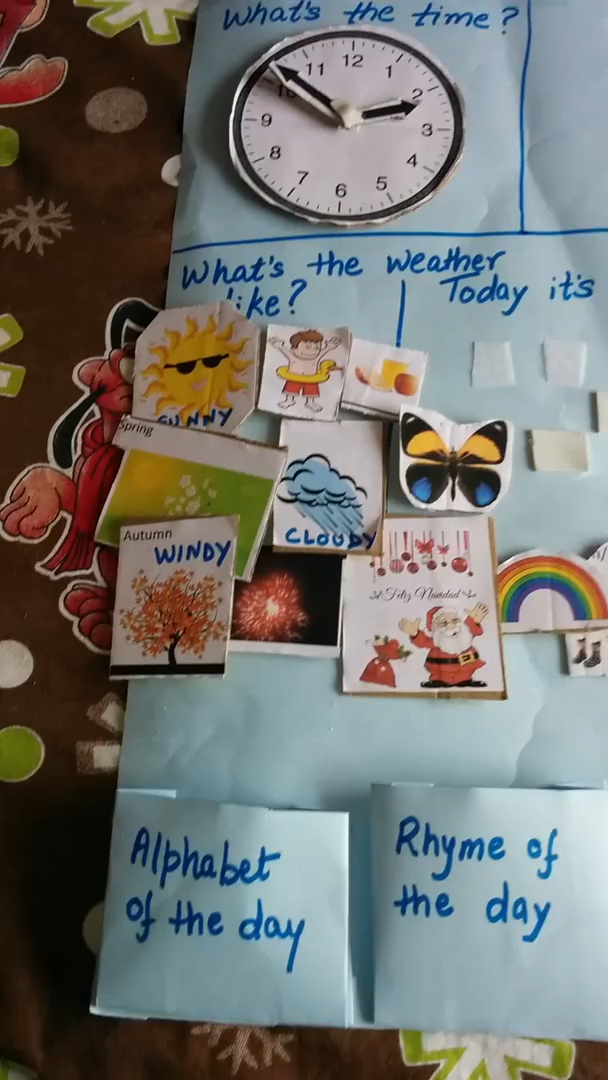 What's the time?
12
11
1
10
2
9
3
8
4
7
5
6
What's the weather
like?
Today it's
SUNNY
Spring
CLOUDY
Autumn
WINDY
Feliz Navidad
Alphabet
of the day
Rhyme of
the day